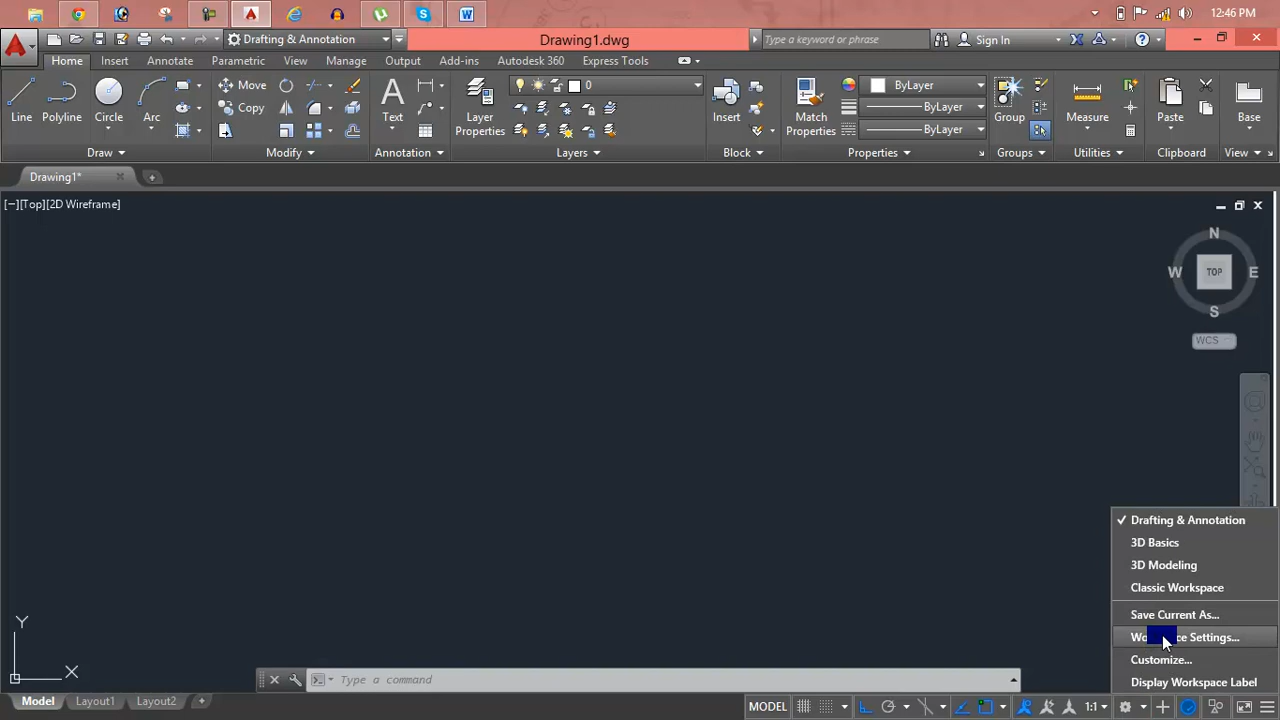 12:46 PM
Drafting & Annotation
Drawing1.dwg
Type a keyword or phrase
Sign In
Home Insert Annotate Parametric View Manage Output Add-ins Autodesk 360 Express Tools
Line Polyline Circle Arc
Move
Copy
Text
Layer Properties
0
Insert
Match Properties
ByLayer
ByLayer
ByLayer
Group
Measure
Paste
Base
Draw Modify Annotation Layers Block Properties Groups Utilities Clipboard View
Drawing1*
[−][Top][2D Wireframe]
N
W TOP E
S
WCS
Drafting & Annotation
3D Basics
3D Modeling
Classic Workspace
Save Current As...
Settings...
Customize...
Display Workspace Label
Y
X
Type a command
Model Layout1 Layout2
MODEL
1:1